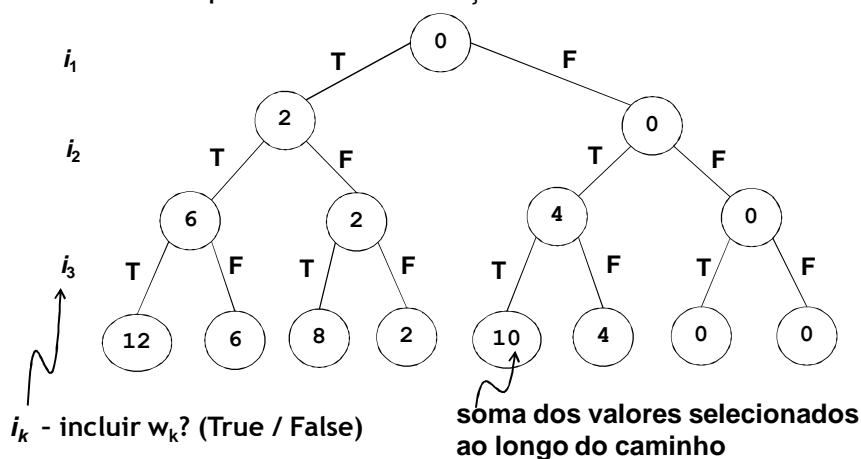 0
i₁ T F
2 0
i₂ T F T F
6 2 4 0
i₃ T F T F T F T F
12 6 8 2 10 4 0 0
iₖ - incluir wₖ? (True / False)
soma dos valores selecionados
ao longo do caminho